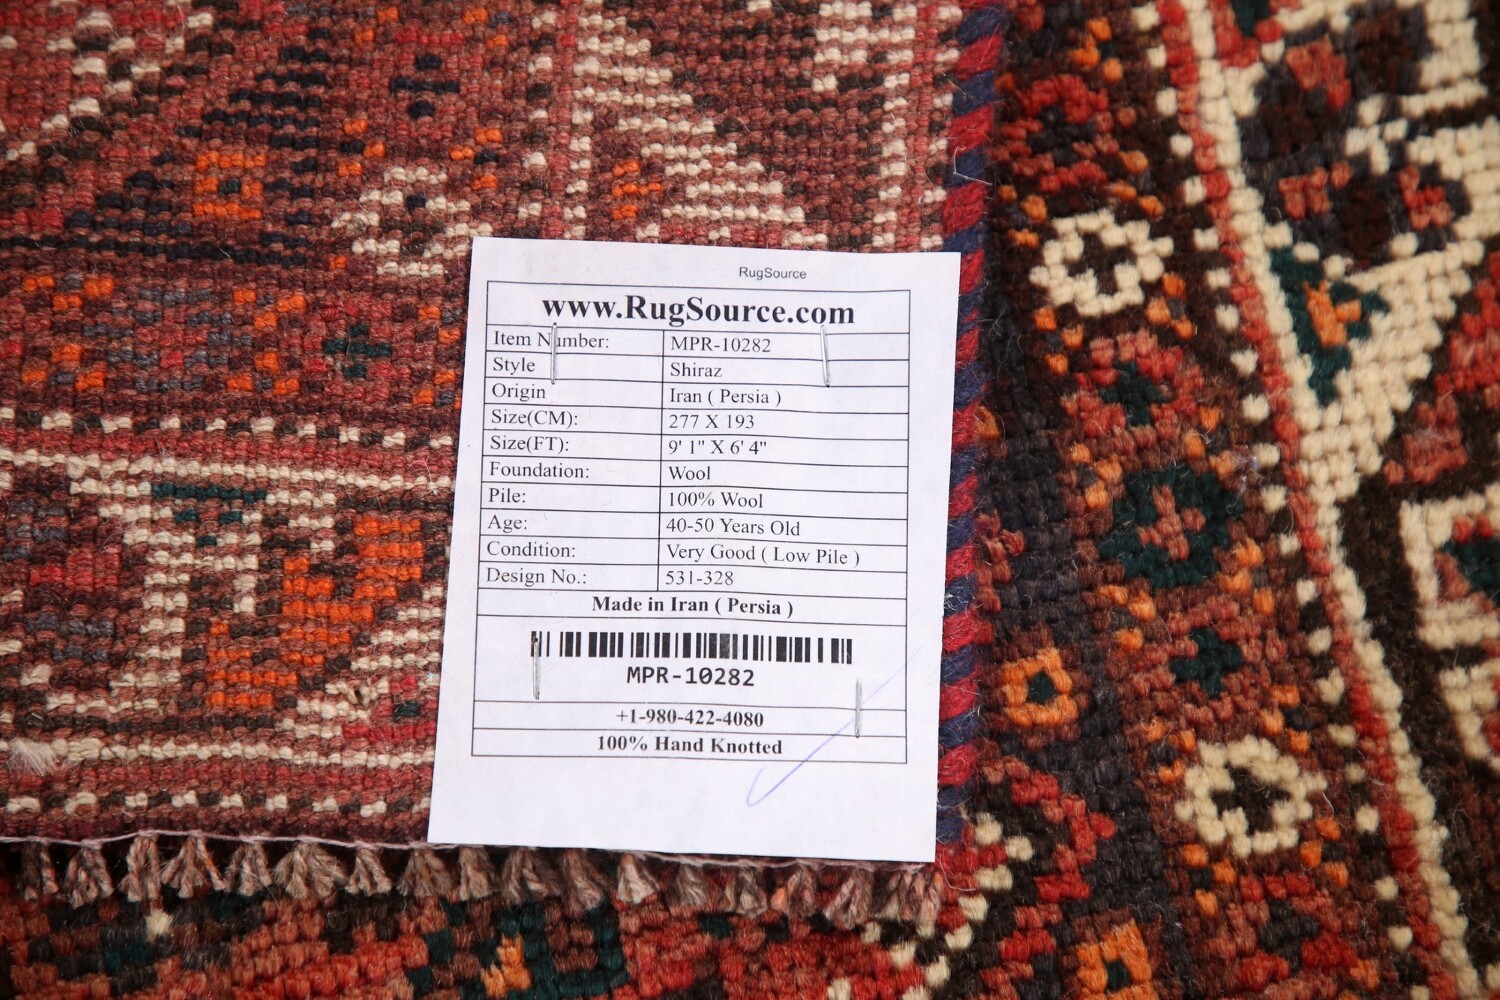 RugSource
www.RugSource.com
Item Number: MPR-10282
Style Shiraz
Origin Iran ( Persia )
Size(CM): 277 X 193
Size(FT): 9' 1" X 6' 4"
Foundation: Wool
Pile: 100% Wool
Age: 40-50 Years Old
Condition: Very Good ( Low Pile )
Design No.: 531-328
Made in Iran ( Persia )
MPR-10282
+1-980-422-4080
100% Hand Knotted